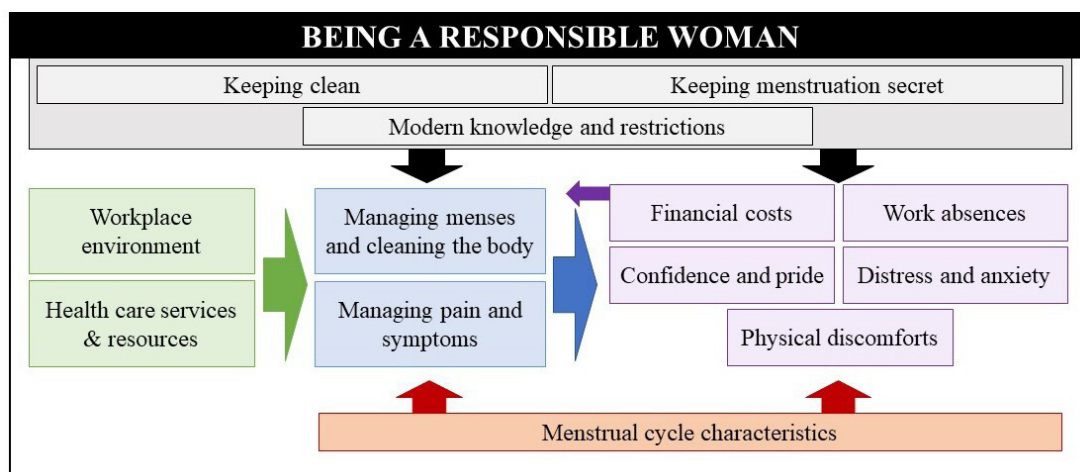 BEING A RESPONSIBLE WOMAN
Keeping clean
Keeping menstruation secret
Modern knowledge and restrictions
Workplace
environment
Health care services
& resources
Managing menses
and cleaning the body
Managing pain and
symptoms
Financial costs
Work absences
Confidence and pride
Distress and anxiety
Physical discomforts
Menstrual cycle characteristics